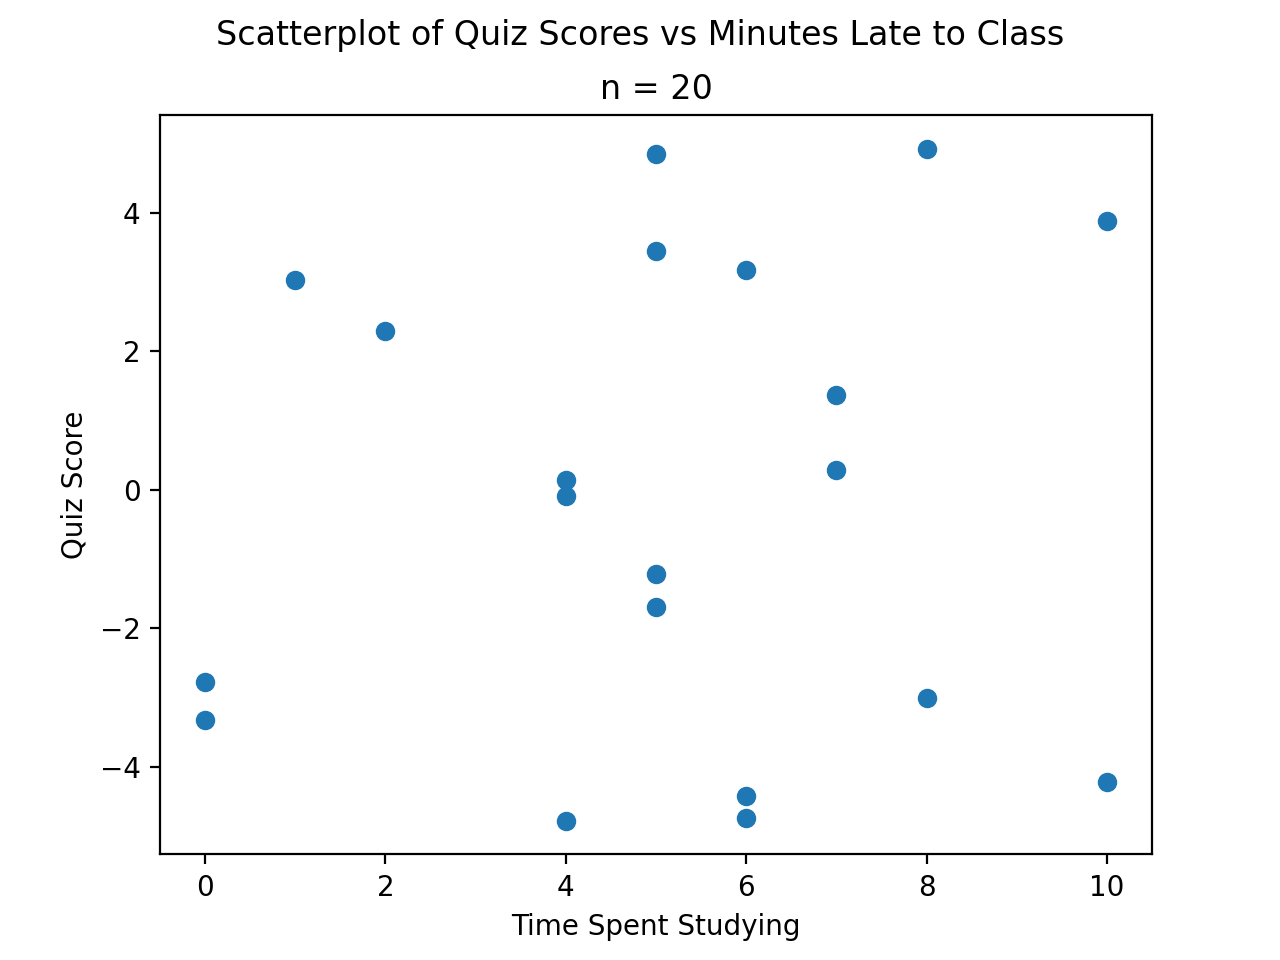 Scatterplot of Quiz Scores vs Minutes Late to Class
n = 20
4
2
0
−2
−4
Quiz Score
0 2 4 6 8 10
Time Spent Studying